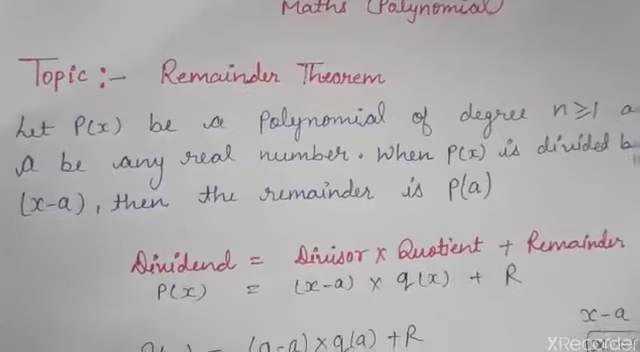 Maths (Polynomial)
Topic :- Remainder Theorem
Let P(x) be a polynomial of degree n≥1 a
a be any real number. When P(x) is divided b
(x-a), then the remainder is P(a)
Dividend = Divisor x Quotient + Remainder
P(x) = (x-a) x q(x) + R
x-a
(a-a) x q(a) + R
XRecorder